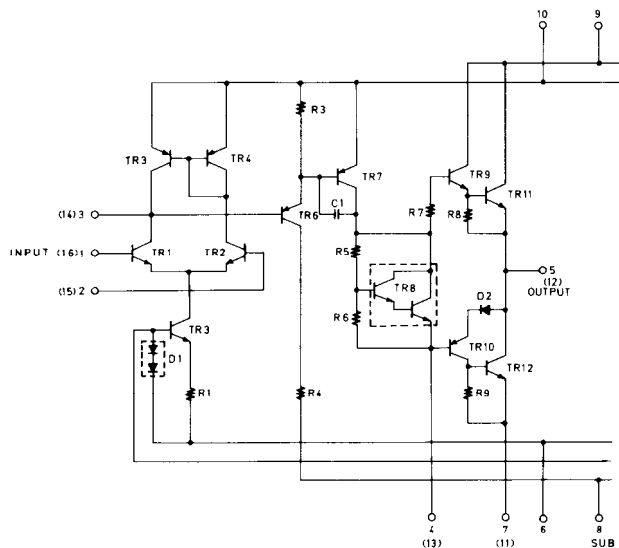 10 9
R3
TR3 TR4 TR7 TR9 TR11
C1
(14)3 TR6 R7 R8
INPUT (16)1 TR1 TR2 R5 5
(15)2 TR8 D2 (12)
OUTPUT
R6
TR3 TR10
D1 TR12
R1 R4 R9
4 7 6 8
(13) (11) SUB